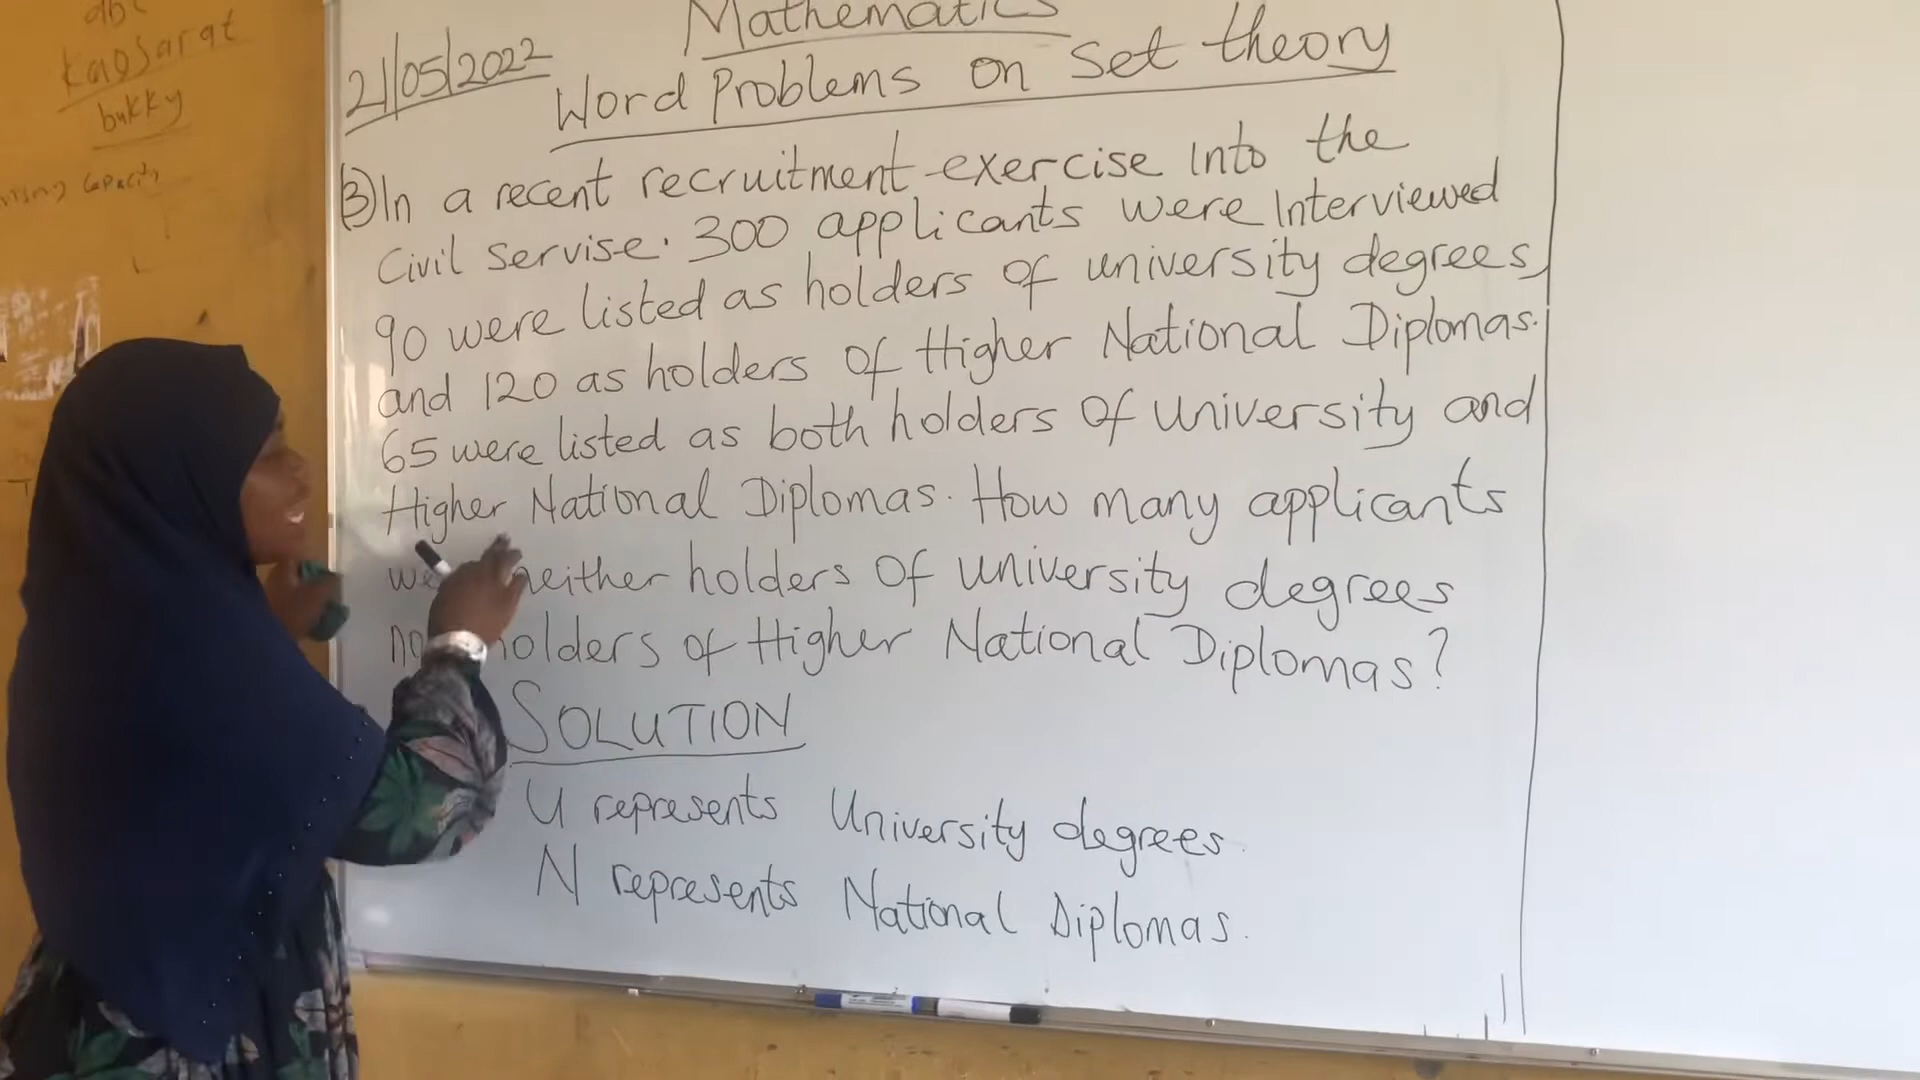 abc
kaosarat
bukky
Capacity
Mathematics
21/05/2022
Word Problems on Set theory
(3) In a recent recruitment exercise Into the
Civil Servise. 300 applicants were Interviewed
90 were listed as holders of university degrees,
and 120 as holders of Higher National Diplomas.
65 were listed as both holders of university and
Higher National Diplomas. How many applicants
neither holders of university degrees
holders of Higher National Diplomas?
SOLUTION
U represents University degrees.
N represents National Diplomas.